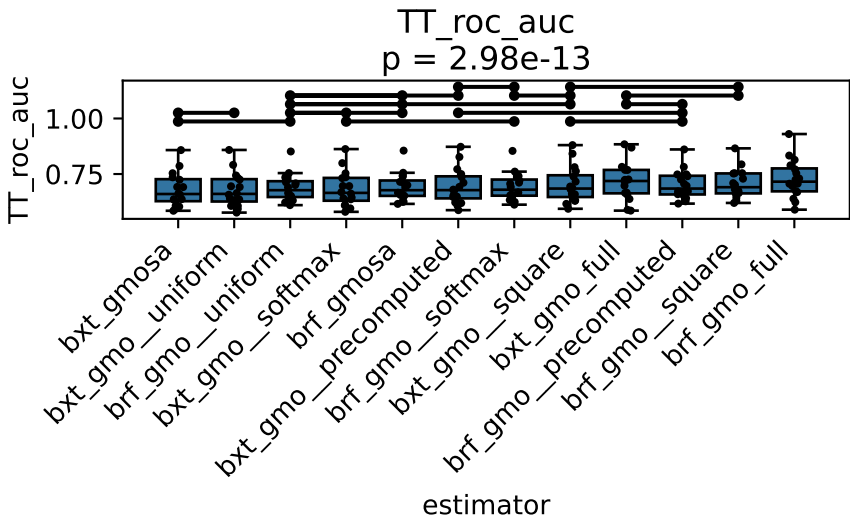 TT_roc_auc
p = 2.98e-13
TT_roc_auc
1.00
0.75
bxt_gmosa
bxt_gmo__uniform
brf_gmo__uniform
bxt_gmo__softmax
brf_gmosa
bxt_gmo__precomputed
brf_gmo__softmax
bxt_gmo__square
bxt_gmo_full
brf_gmo__precomputed
brf_gmo__square
brf_gmo_full
estimator